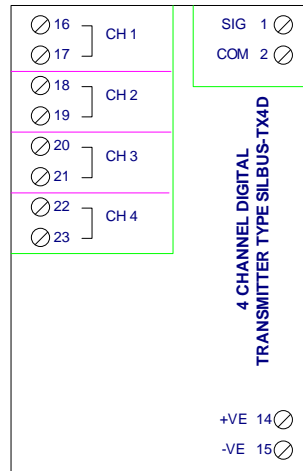 16
CH 1
17
18
CH 2
19
20
CH 3
21
22
CH 4
23
SIG 1
COM 2
4 CHANNEL DIGITAL
TRANSMITTER TYPE SILBUS-TX4D
+VE 14
-VE 15